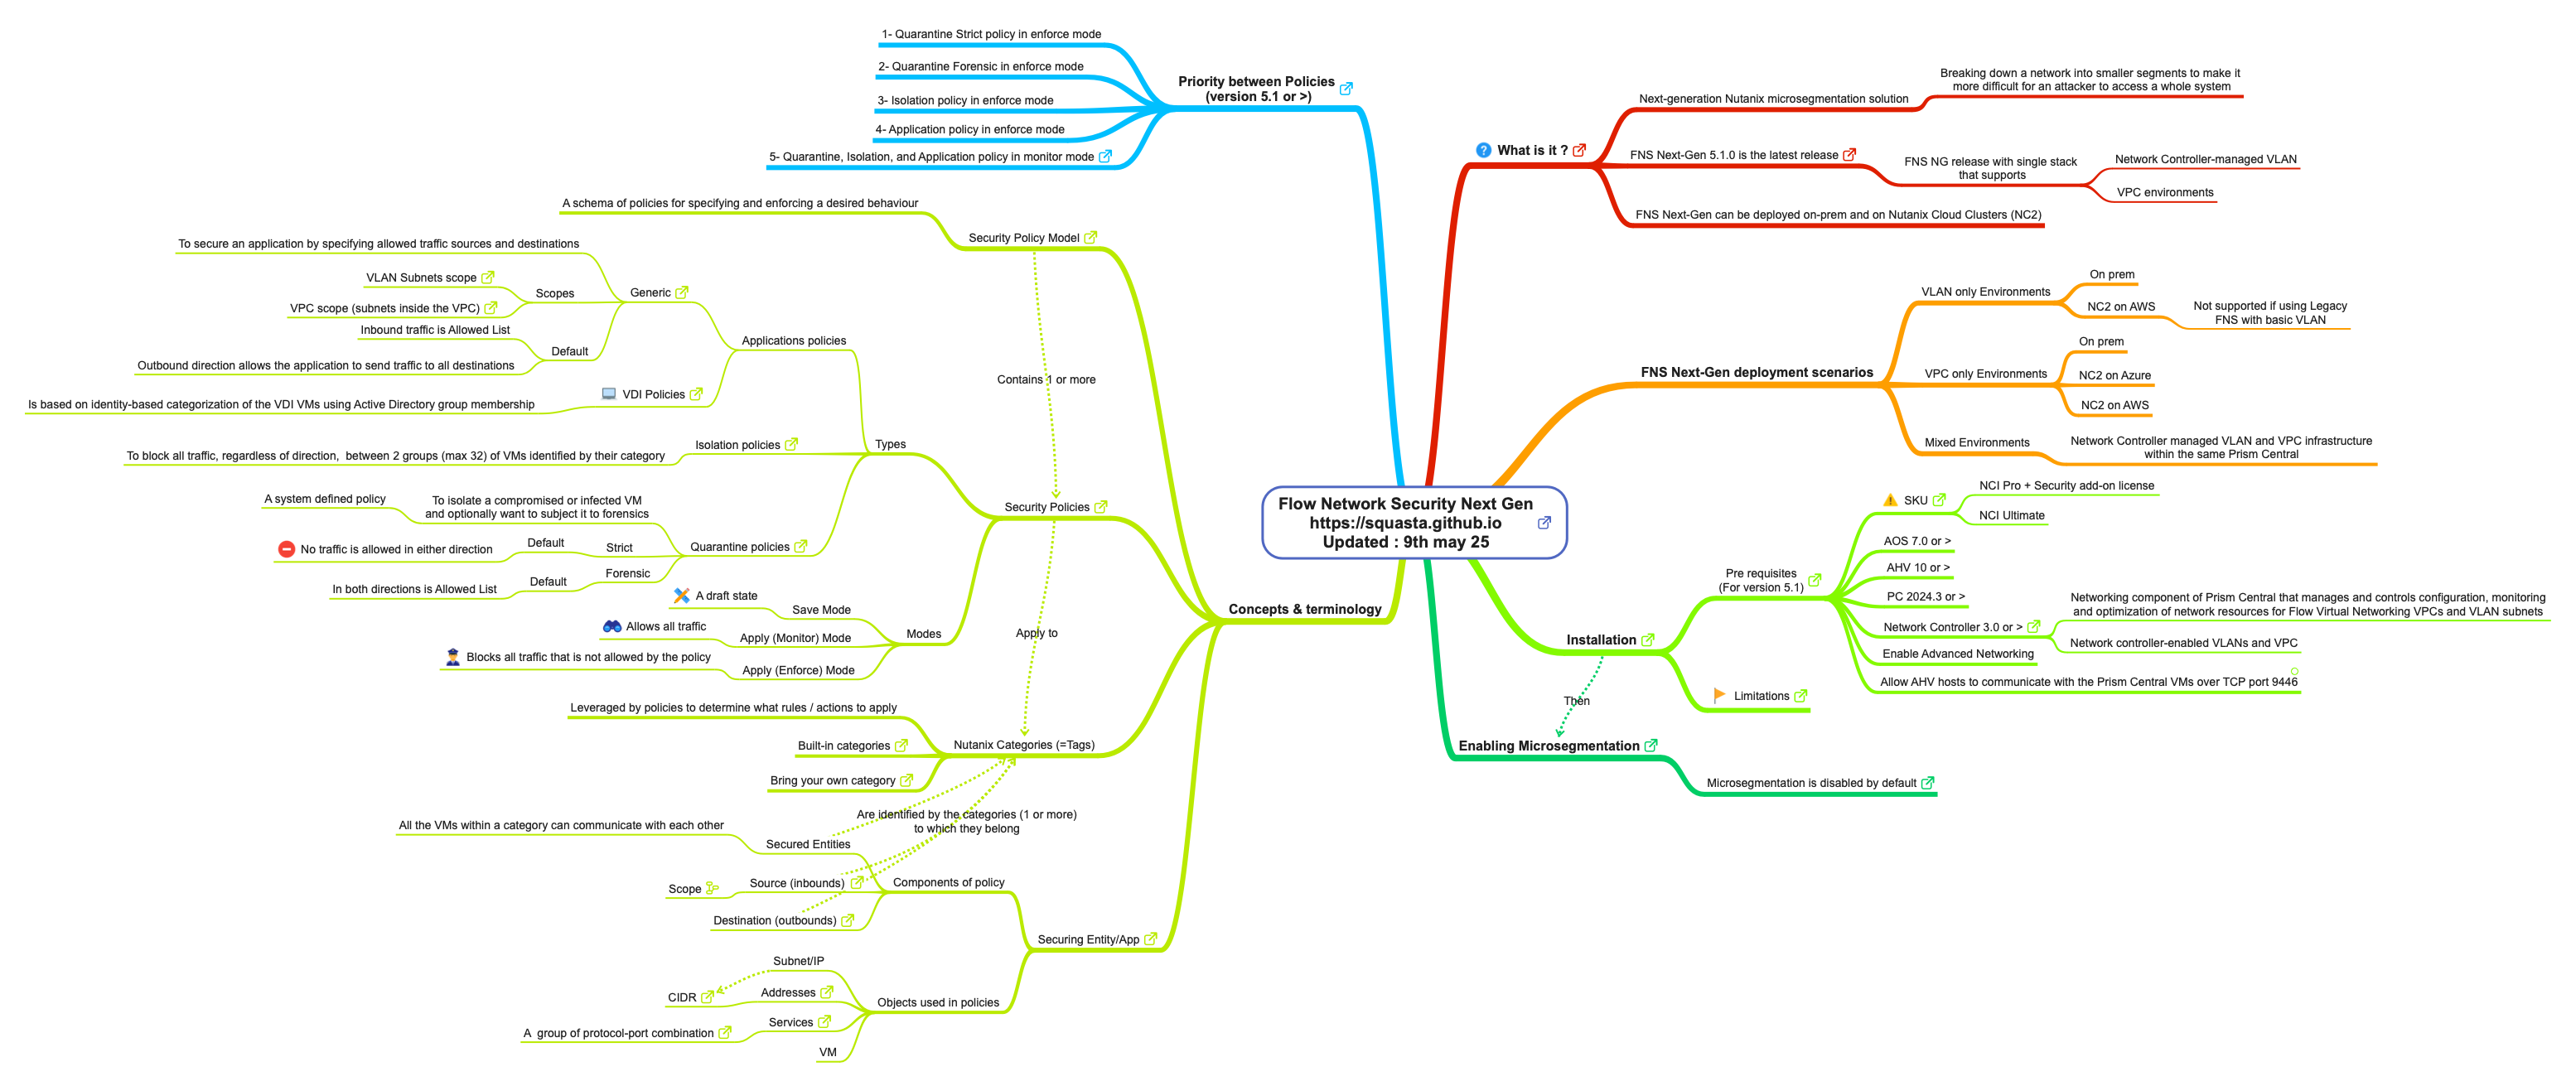 Flow Network Security Next Gen
https://squasta.github.io
Updated : 9th may 25
What is it ?
Next-generation Nutanix microsegmentation solution
Breaking down a network into smaller segments to make it
more difficult for an attacker to access a whole system
FNS Next-Gen 5.1.0 is the latest release
FNS NG release with single stack
that supports
Network Controller-managed VLAN
VPC environments
FNS Next-Gen can be deployed on-prem and on Nutanix Cloud Clusters (NC2)
FNS Next-Gen deployment scenarios
VLAN only Environments
On prem
NC2 on AWS
Not supported if using Legacy
FNS with basic VLAN
VPC only Environments
On prem
NC2 on Azure
NC2 on AWS
Mixed Environments
Network Controller managed VLAN and VPC infrastructure
within the same Prism Central
Installation
Pre requisites
(For version 5.1)
SKU
NCI Pro + Security add-on license
NCI Ultimate
AOS 7.0 or >
AHV 10 or >
PC 2024.3 or >
Network Controller 3.0 or >
Networking component of Prism Central that manages and controls configuration, monitoring
and optimization of network resources for Flow Virtual Networking VPCs and VLAN subnets
Network controller-enabled VLANs and VPC
Enable Advanced Networking
Allow AHV hosts to communicate with the Prism Central VMs over TCP port 9446
Limitations
Then
Enabling Microsegmentation
Microsegmentation is disabled by default
Priority between Policies
(version 5.1 or >)
1- Quarantine Strict policy in enforce mode
2- Quarantine Forensic in enforce mode
3- Isolation policy in enforce mode
4- Application policy in enforce mode
5- Quarantine, Isolation, and Application policy in monitor mode
Concepts & terminology
Security Policy Model
A schema of policies for specifying and enforcing a desired behaviour
Contains 1 or more
Security Policies
Types
Applications policies
Generic
To secure an application by specifying allowed traffic sources and destinations
Scopes
VLAN Subnets scope
VPC scope (subnets inside the VPC)
Default
Inbound traffic is Allowed List
Outbound direction allows the application to send traffic to all destinations
VDI Policies
Is based on identity-based categorization of the VDI VMs using Active Directory group membership
Isolation policies
To block all traffic, regardless of direction, between 2 groups (max 32) of VMs identified by their category
Quarantine policies
To isolate a compromised or infected VM
and optionally want to subject it to forensics
A system defined policy
Strict
Default
No traffic is allowed in either direction
Forensic
Default
In both directions is Allowed List
Modes
Save Mode
A draft state
Apply (Monitor) Mode
Allows all traffic
Apply (Enforce) Mode
Blocks all traffic that is not allowed by the policy
Apply to
Nutanix Categories (=Tags)
Leveraged by policies to determine what rules / actions to apply
Built-in categories
Bring your own category
Are identified by the categories (1 or more)
to which they belong
Securing Entity/App
Components of policy
Secured Entities
All the VMs within a category can communicate with each other
Source (inbounds)
Scope
Destination (outbounds)
Objects used in policies
Subnet/IP
Addresses
CIDR
Services
A group of protocol-port combination
VM